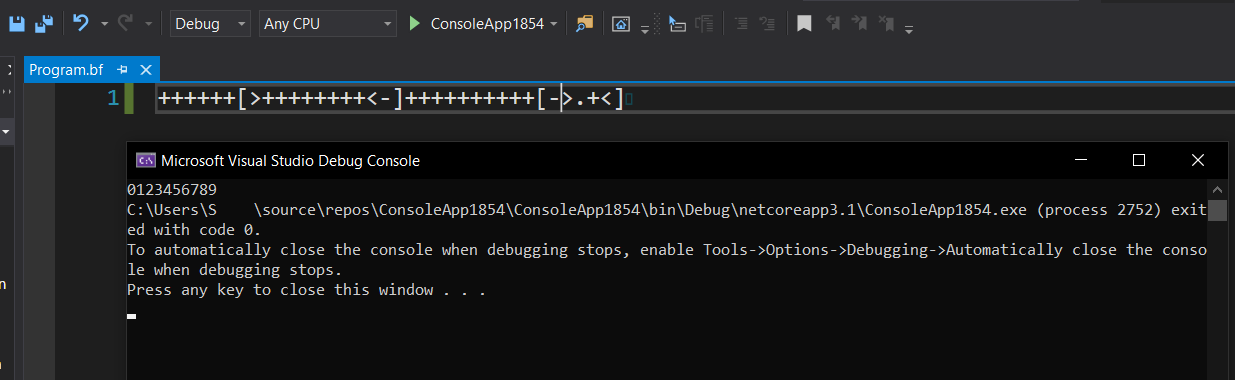 Debug Any CPU ConsoleApp1854
Program.bf
1 ++++++[>++++++++<-]++++++++++[->.+<]
Microsoft Visual Studio Debug Console
0123456789
C:\Users\S \source\repos\ConsoleApp1854\ConsoleApp1854\bin\Debug\netcoreapp3.1\ConsoleApp1854.exe (process 2752) exit
ed with code 0.
To automatically close the console when debugging stops, enable Tools->Options->Debugging->Automatically close the conso
le when debugging stops.
Press any key to close this window . . .